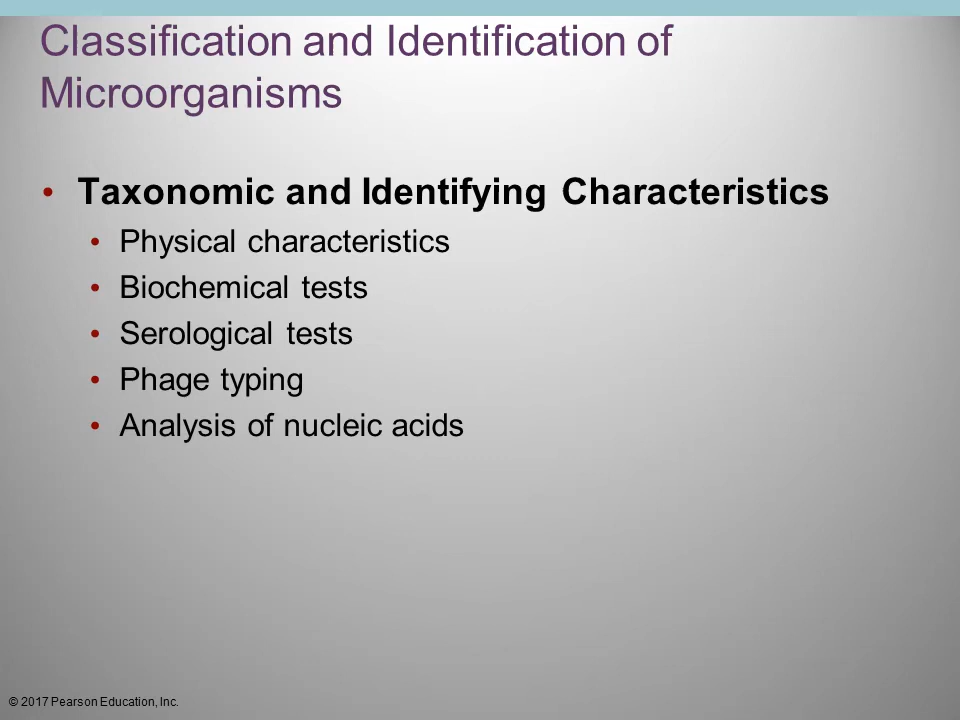 Classification and Identification of
Microorganisms
• Taxonomic and Identifying Characteristics
• Physical characteristics
• Biochemical tests
• Serological tests
• Phage typing
• Analysis of nucleic acids
© 2017 Pearson Education, Inc.